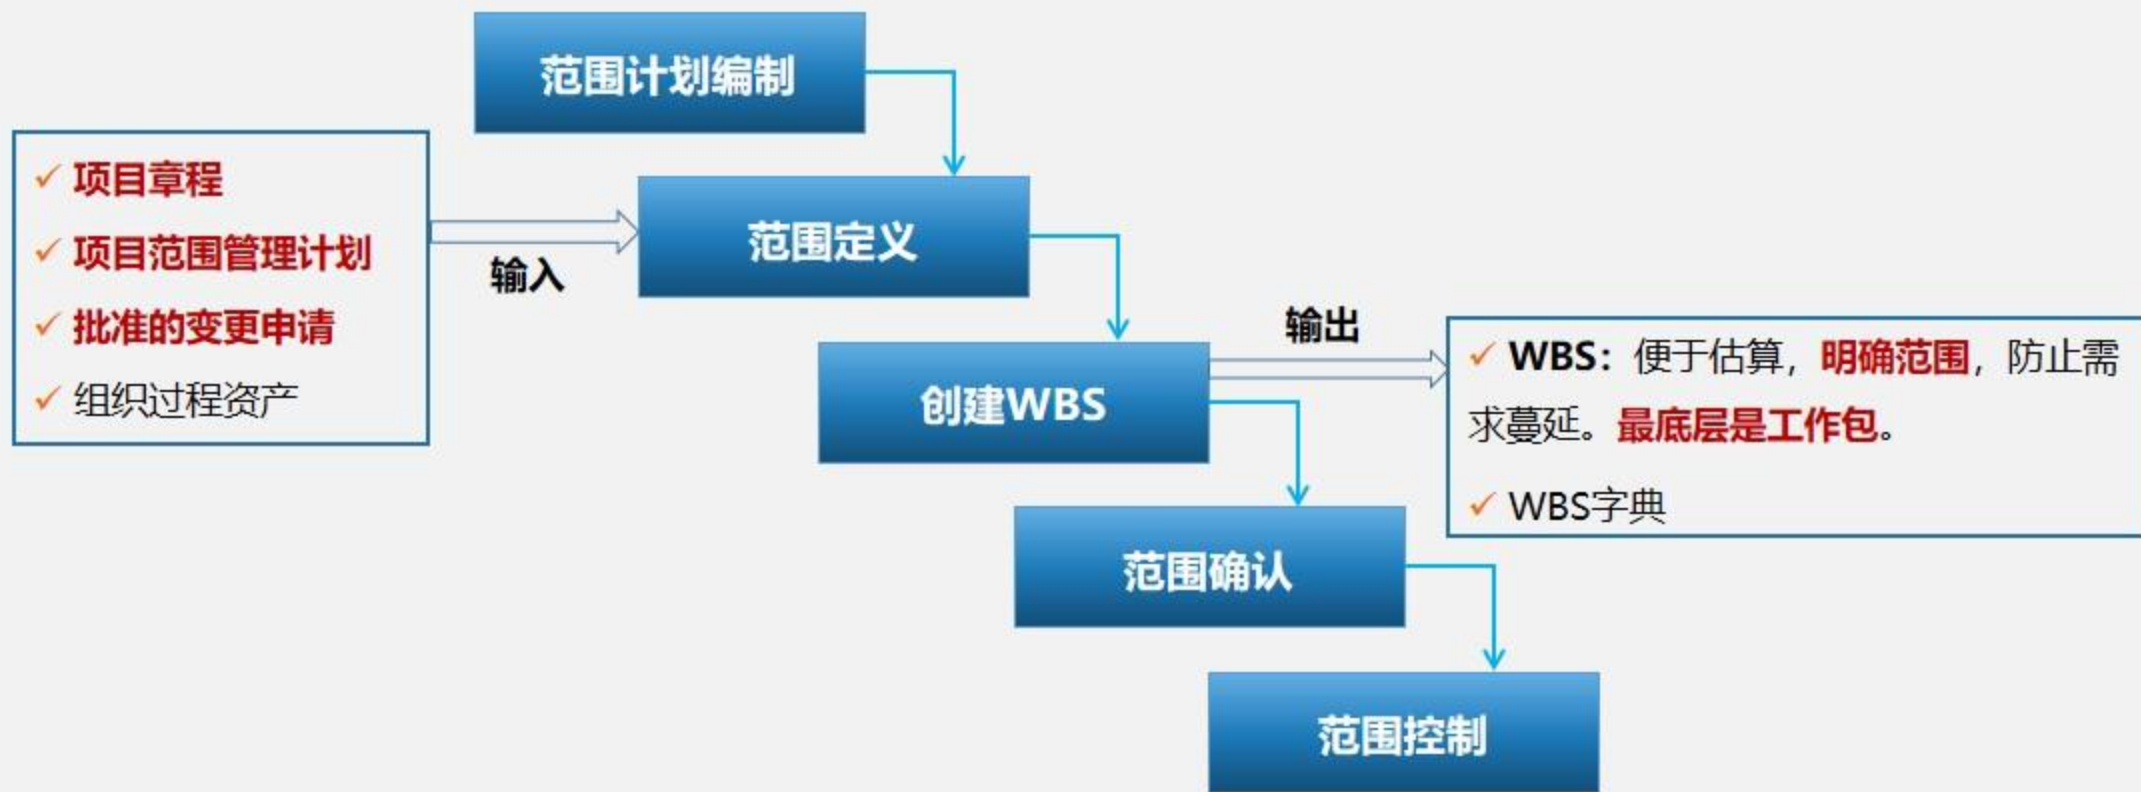 范围计划编制
✓ 项目章程
✓ 项目范围管理计划
✓ 批准的变更申请
✓ 组织过程资产
输入
范围定义
创建WBS
输出
✓ WBS：便于估算，明确范围，防止需
求蔓延。最底层是工作包。
✓ WBS字典
范围确认
范围控制